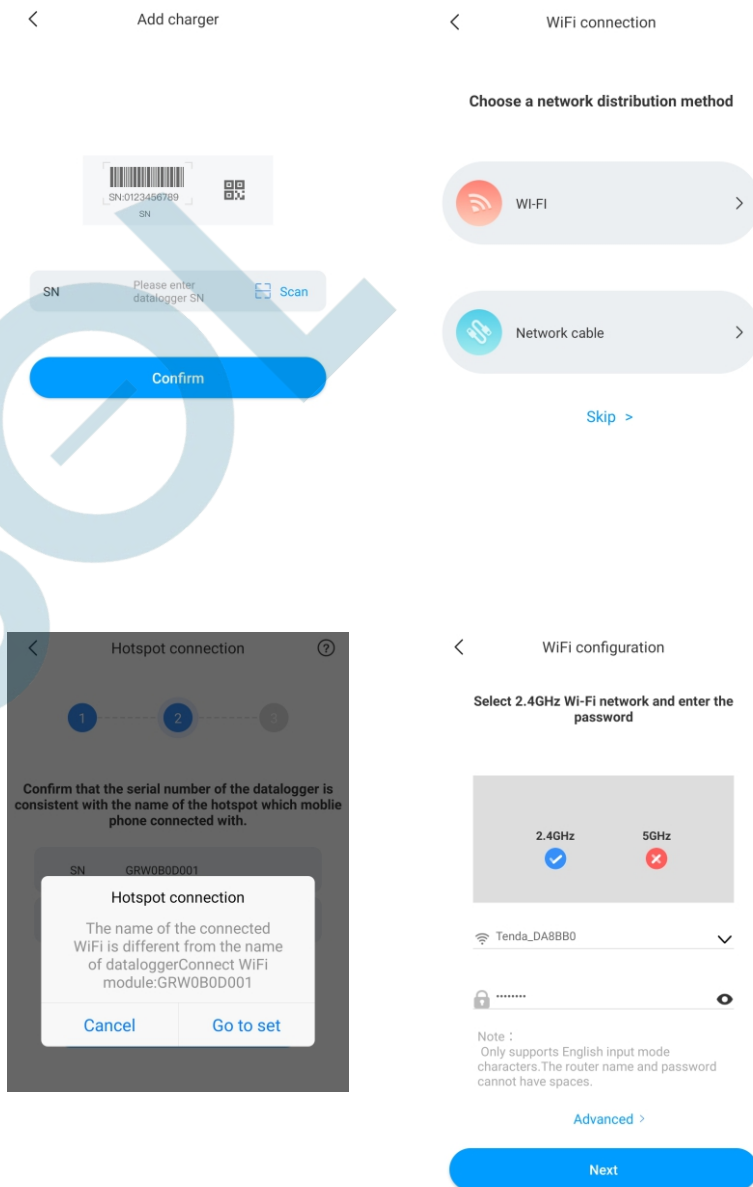 Add charger
SN:0123456789
SN
SN
Please enter
datalogger SN
Scan
Confirm
WiFi connection
Choose a network distribution method
WI-FI
Network cable
Skip >
Hotspot connection
?
1
2
3
Confirm that the serial number of the datalogger is
consistent with the name of the hotspot which moblie
phone connected with.
SN GRW0B0D001
Hotspot connection
The name of the connected
WiFi is different from the name
of dataloggerConnect WiFi
module:GRW0B0D001
Cancel
Go to set
WiFi configuration
Select 2.4GHz Wi-Fi network and enter the
password
2.4GHz
5GHz
Tenda_DA8BB0
........
Note :
Only supports English input mode
characters.The router name and password
cannot have spaces.
Advanced >
Next